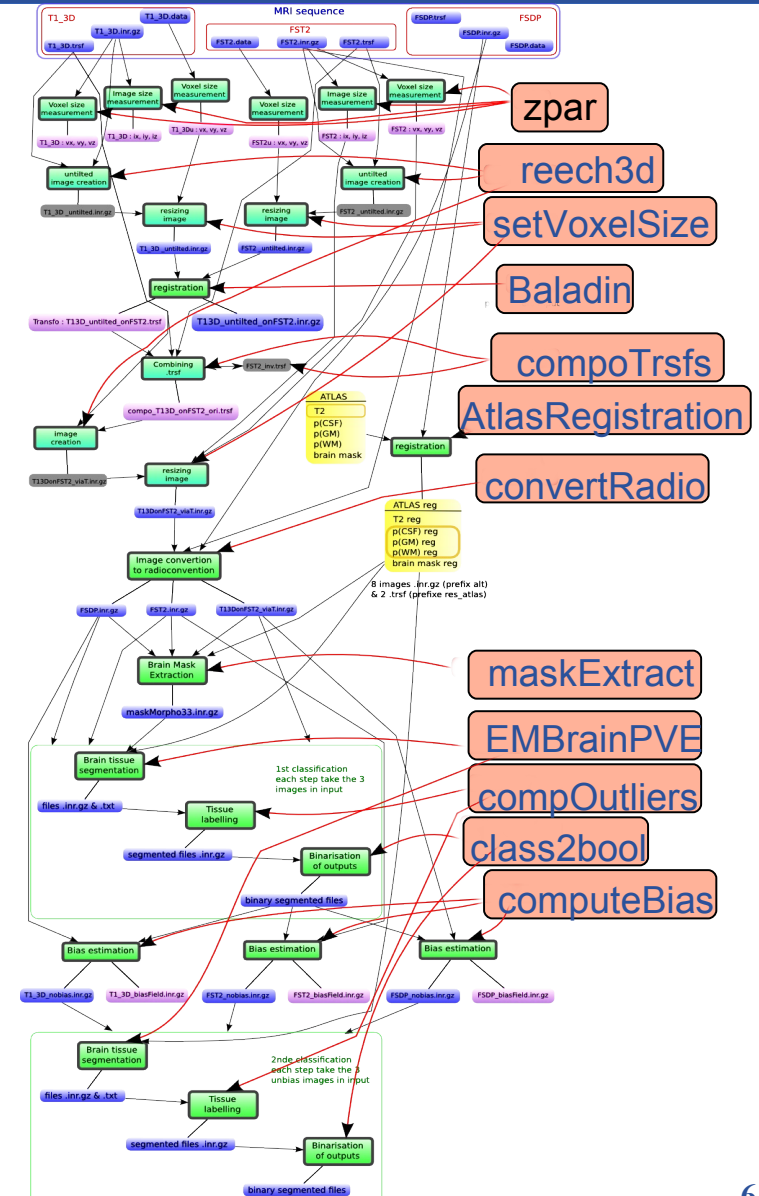 MRI sequence
T1_3D
T1_3D.data
T1_3D.inr.gz
T1_3D.trsf
FST2
FST2.data
FST2.inr.gz
FST2.trsf
FSDP
FSDP.trsf
FSDP.inr.gz
FSDP.data
Voxel size
measurement
Image size
measurement
Voxel size
measurement
Voxel size
measurement
Image size
measurement
Voxel size
measurement
zpar
T1_3D : vx, vy, vz
T1_3D : ix, iy, iz
T1_3Du : vx, vy, vz
FST2u : vx, vy, vz
FST2 : ix, iy, iz
FST2 : vx, vy, vz
untilted
image creation
untilted
image creation
reech3d
T1_3D_untilted.inr.gz
resizing
image
resizing
image
FST2_untilted.inr.gz
setVoxelSize
T1_3D_untilted.inr.gz
FST2_untilted.inr.gz
registration
Baladin
Transfo : T13D_untilted_onFST2.trsf
T13D_untilted_onFST2.inr.gz
Combining
.trsf
FST2_inv.trsf
compoTrsfs
compo_T13D_onFST2_ori.trsf
ATLAS
T2
p(CSF)
p(GM)
p(WM)
brain mask
registration
AtlasRegistration
image
creation
T13DonFST2_viaT.inr.gz
resizing
image
T13DonFST2_viaT.inr.gz
convertRadio
ATLAS reg
T2 reg
p(CSF) reg
p(GM) reg
p(WM) reg
brain mask reg
8 images .inr.gz (prefix alt)
& 2 .trsf (prefixe res_atlas)
Image convertion
to radioconvention
FSDP.inr.gz
FST2.inr.gz
T13DonFST2_viaT.inr.gz
Brain Mask
Extraction
maskExtract
maskMorpho33.inr.gz
Brain tissue
segmentation
EMBrainPVE
1st classification
each step take the 3
images in input
files .inr.gz & .txt
Tissue
labelling
compOutliers
segmented files .inr.gz
Binarisation
of outputs
class2bool
binary segmented files
computeBias
Bias estimation
Bias estimation
Bias estimation
T1_3D_nobias.inr.gz
T1_3D_biasField.inr.gz
FST2_nobias.inr.gz
FST2_biasField.inr.gz
FSDP_nobias.inr.gz
FSDP_biasField.inr.gz
Brain tissue
segmentation
2nde classification
each step take the 3
unbias images in input
files .inr.gz & .txt
Tissue
labelling
segmented files .inr.gz
Binarisation
of outputs
binary segmented files
6